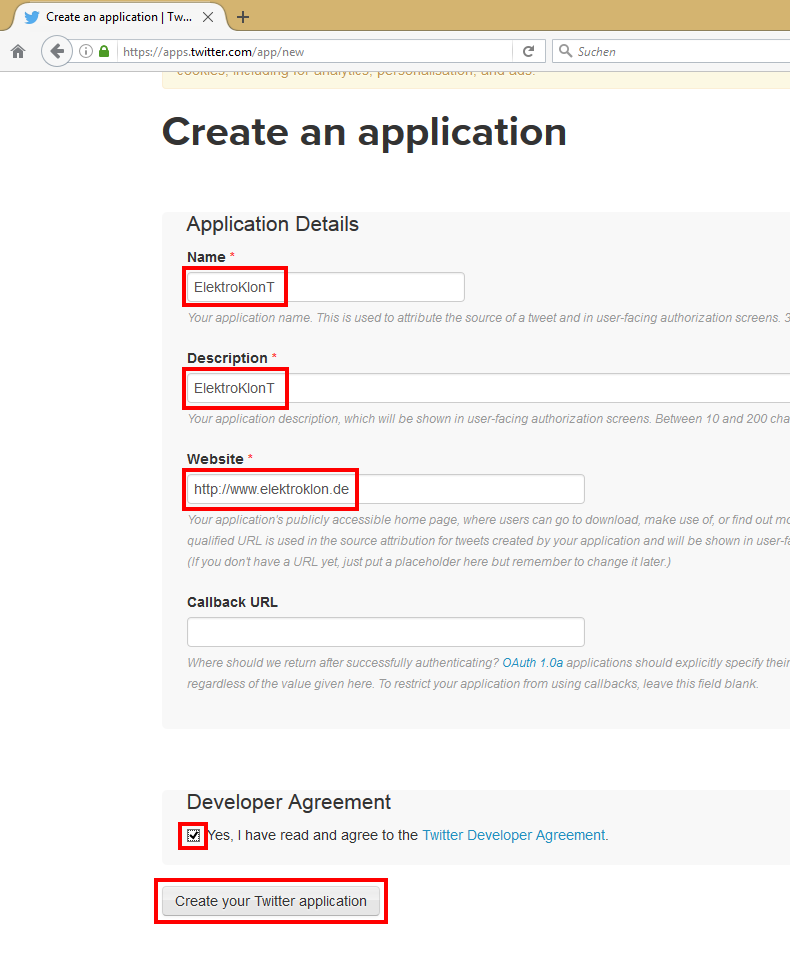 Create an application | Tw...
https://apps.twitter.com/app/new
Suchen
cookies, including for analytics, personalisation, and ads.
Create an application
Application Details
Name *
ElektroKlonT
Your application name. This is used to attribute the source of a tweet and in user-facing authorization screens. 3
Description *
ElektroKlonT
Your application description, which will be shown in user-facing authorization screens. Between 10 and 200 cha
Website *
http://www.elektroklon.de
Your application's publicly accessible home page, where users can go to download, make use of, or find out mo
qualified URL is used in the source attribution for tweets created by your application and will be shown in user-fa
(If you don't have a URL yet, just put a placeholder here but remember to change it later.)
Callback URL
Where should we return after successfully authenticating? OAuth 1.0a applications should explicitly specify their
regardless of the value given here. To restrict your application from using callbacks, leave this field blank.
Developer Agreement
Yes, I have read and agree to the Twitter Developer Agreement.
Create your Twitter application